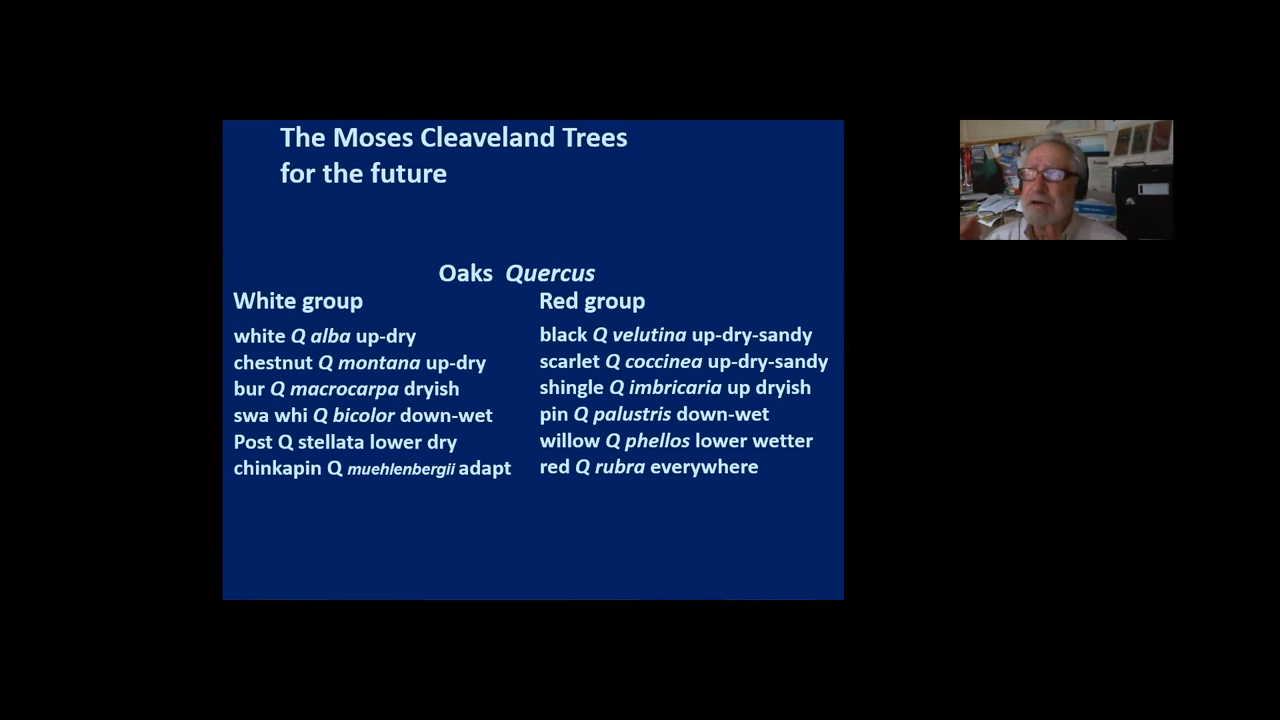 The Moses Cleaveland Trees
for the future
Oaks Quercus
White group
white Q alba up-dry
chestnut Q montana up-dry
bur Q macrocarpa dryish
swa whi Q bicolor down-wet
Post Q stellata lower dry
chinkapin Q muehlenbergii adapt
Red group
black Q velutina up-dry-sandy
scarlet Q coccinea up-dry-sandy
shingle Q imbricaria up dryish
pin Q palustris down-wet
willow Q phellos lower wetter
red Q rubra everywhere